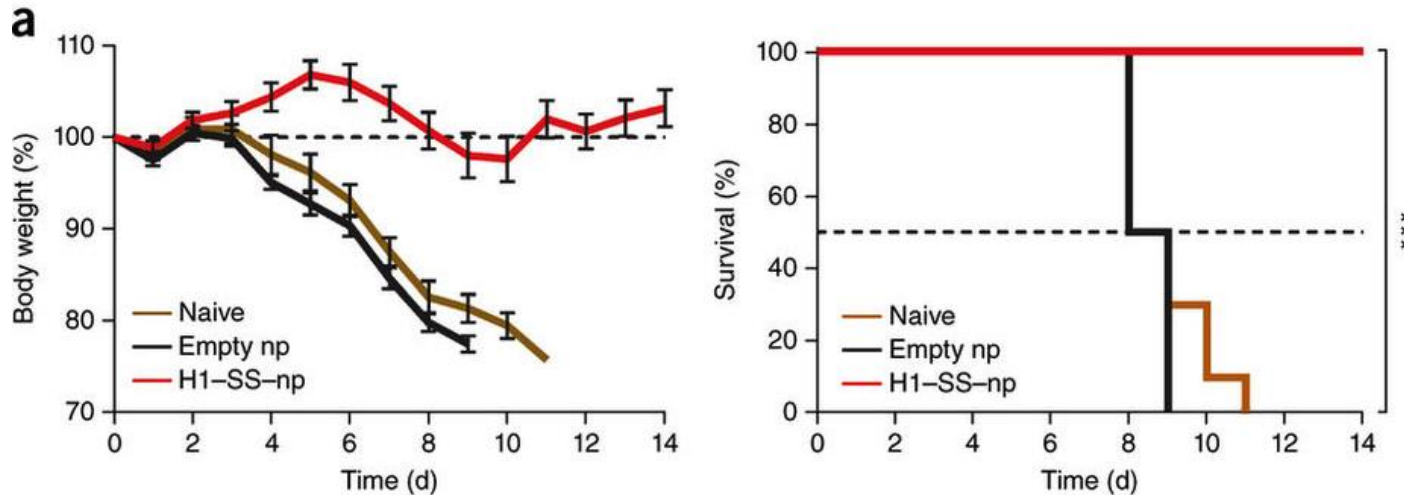 a
110
100
90
80
70
Body weight (%)
Naive
Empty np
H1–SS–np
0 2 4 6 8 10 12 14
Time (d)
100
80
60
40
20
0
Survival (%)
Naive
Empty np
H1–SS–np
0 2 4 6 8 10 12 14
Time (d)
***